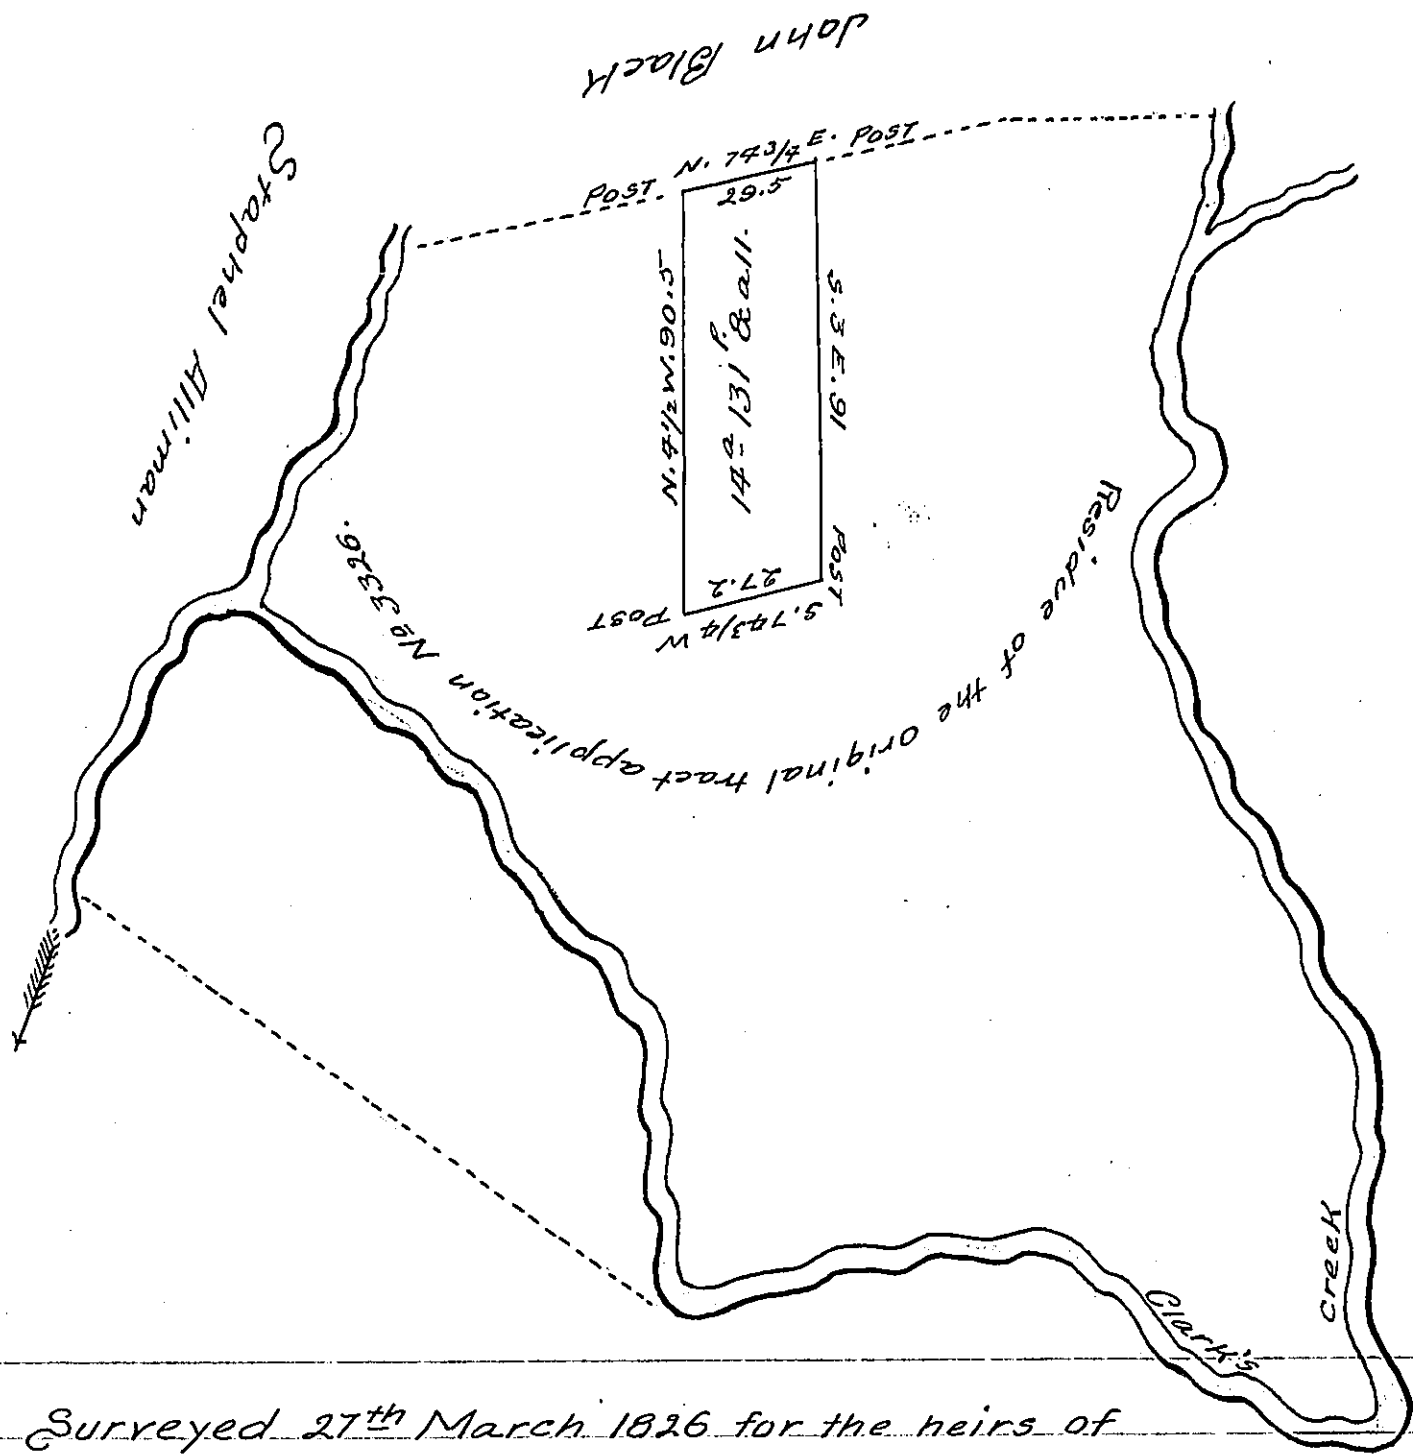 John Black
Stophel Alliman
POST N. 74 3/4 E. POST
29.5
N. 4 1/2 W. 90.5
14ª 131 P. & all.
S. 3 E. 91
POST
27.2
S. 74 3/4 W
POST
Residue of the original tract application Nº 3329.
Clark's
Creek
Surveyed 27th March 1826 for the heirs of